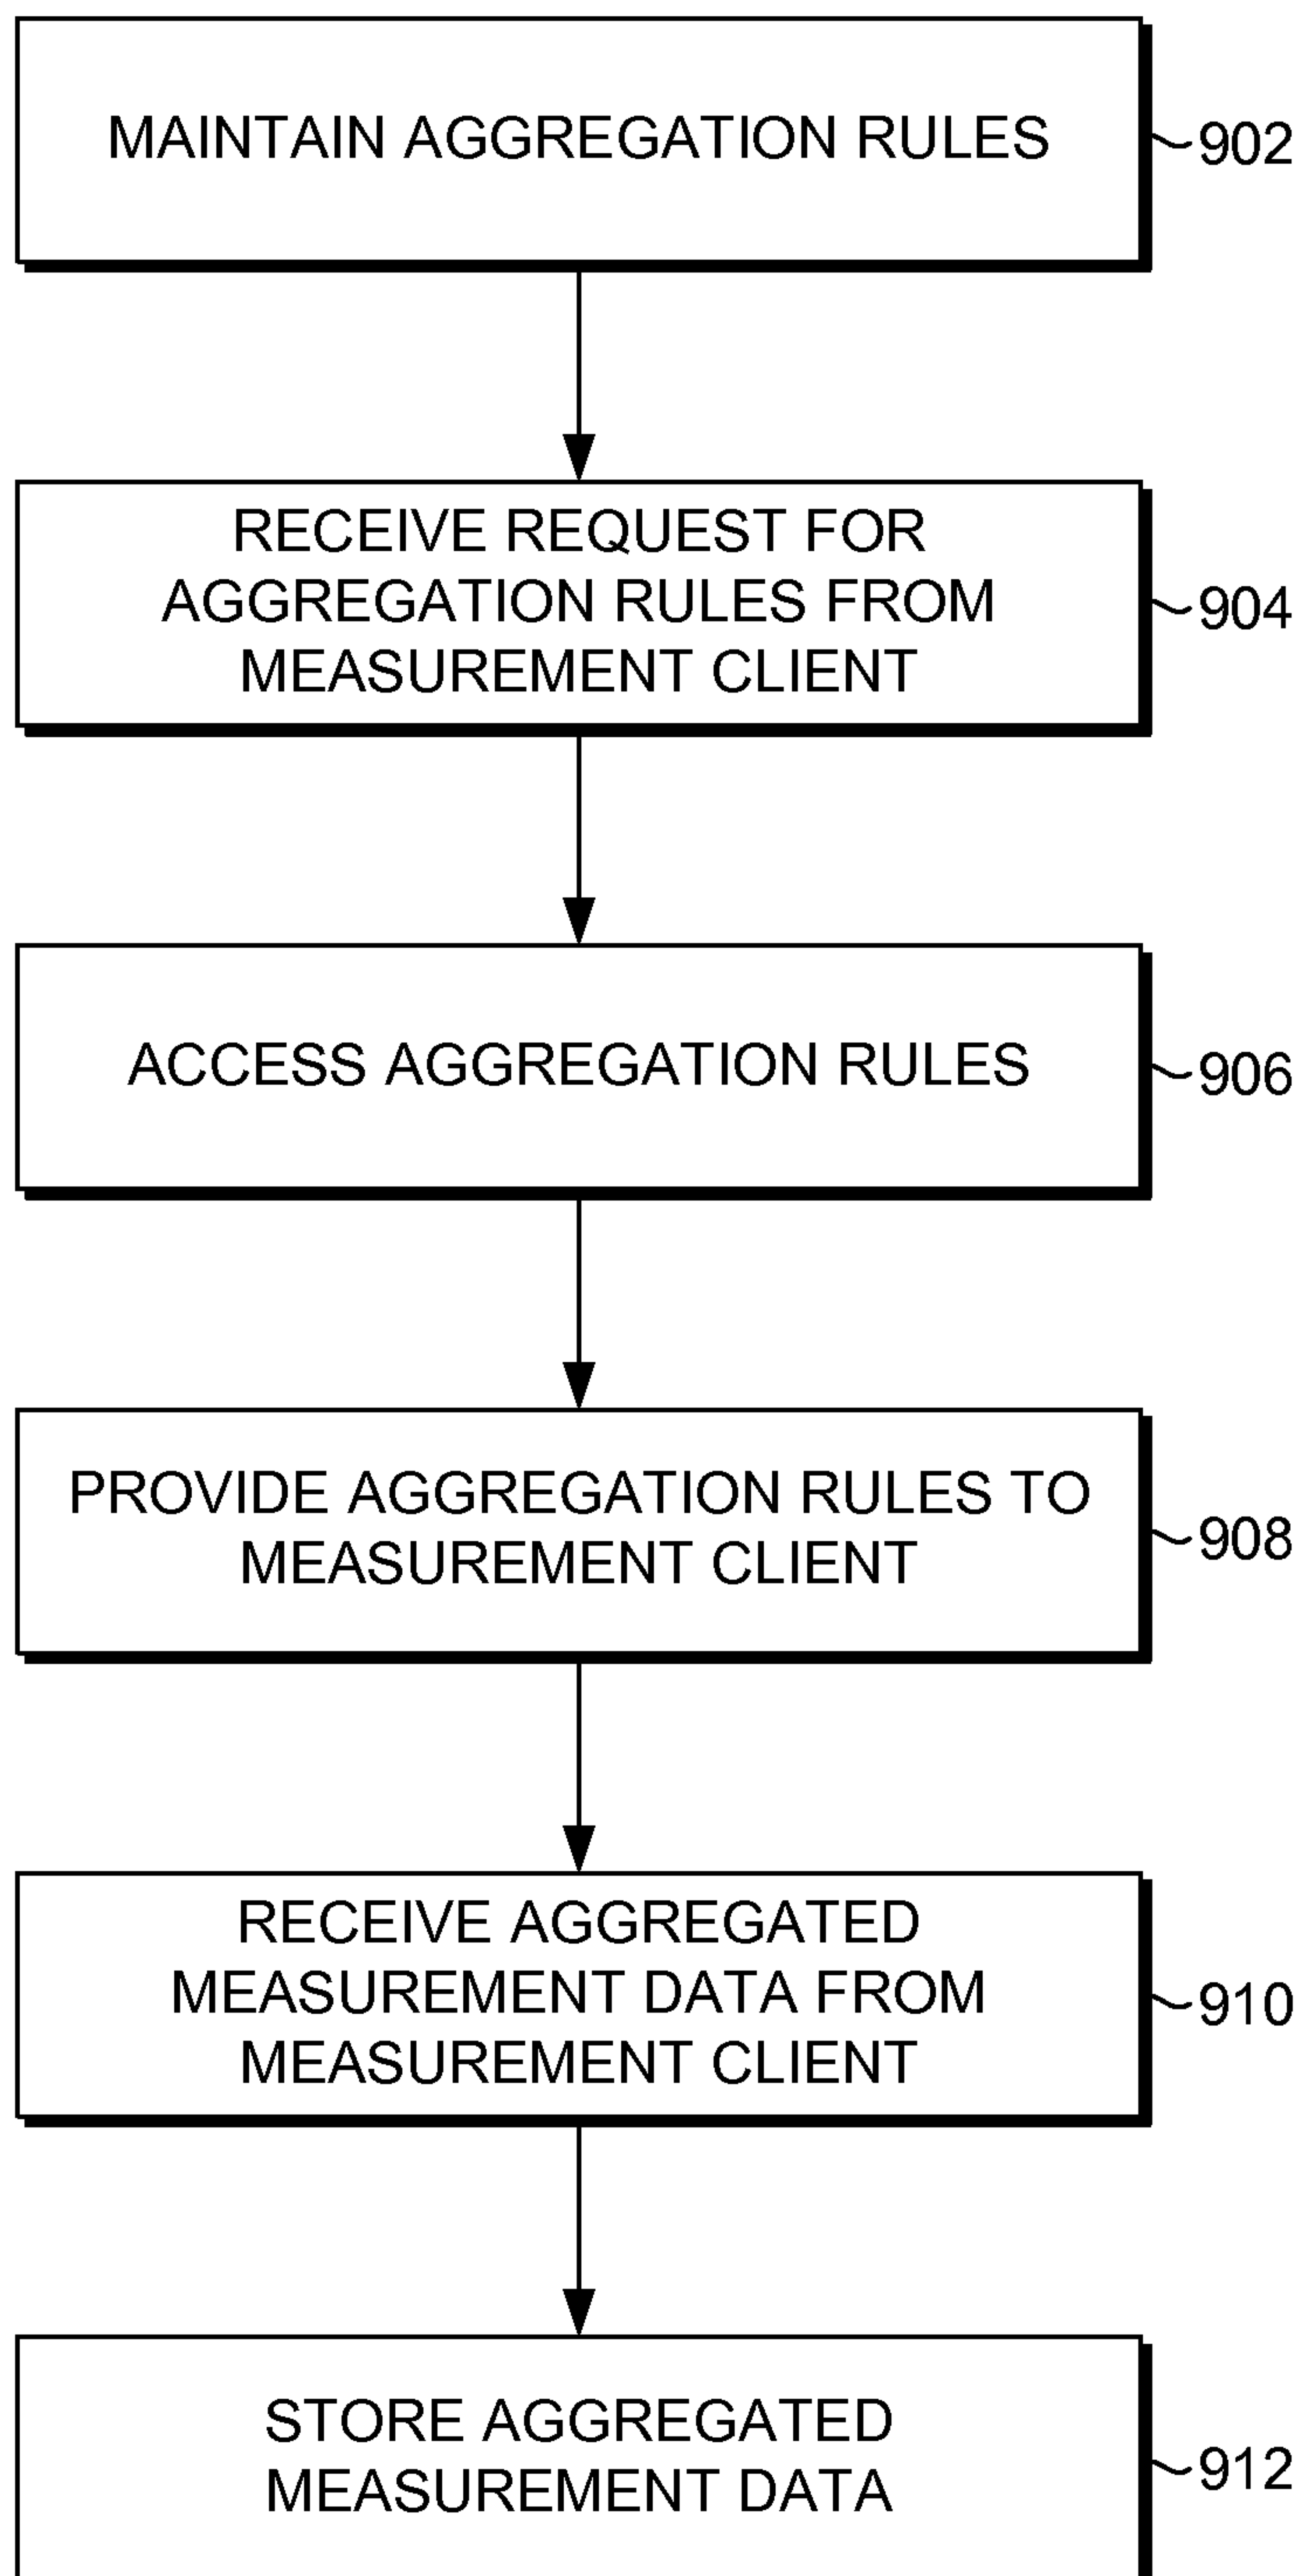 MAINTAIN AGGREGATION RULES
902
RECEIVE REQUEST FOR
AGGREGATION RULES FROM
MEASUREMENT CLIENT
904
ACCESS AGGREGATION RULES
906
PROVIDE AGGREGATION RULES TO
MEASUREMENT CLIENT
908
RECEIVE AGGREGATED
MEASUREMENT DATA FROM
MEASUREMENT CLIENT
910
STORE AGGREGATED
MEASUREMENT DATA
912